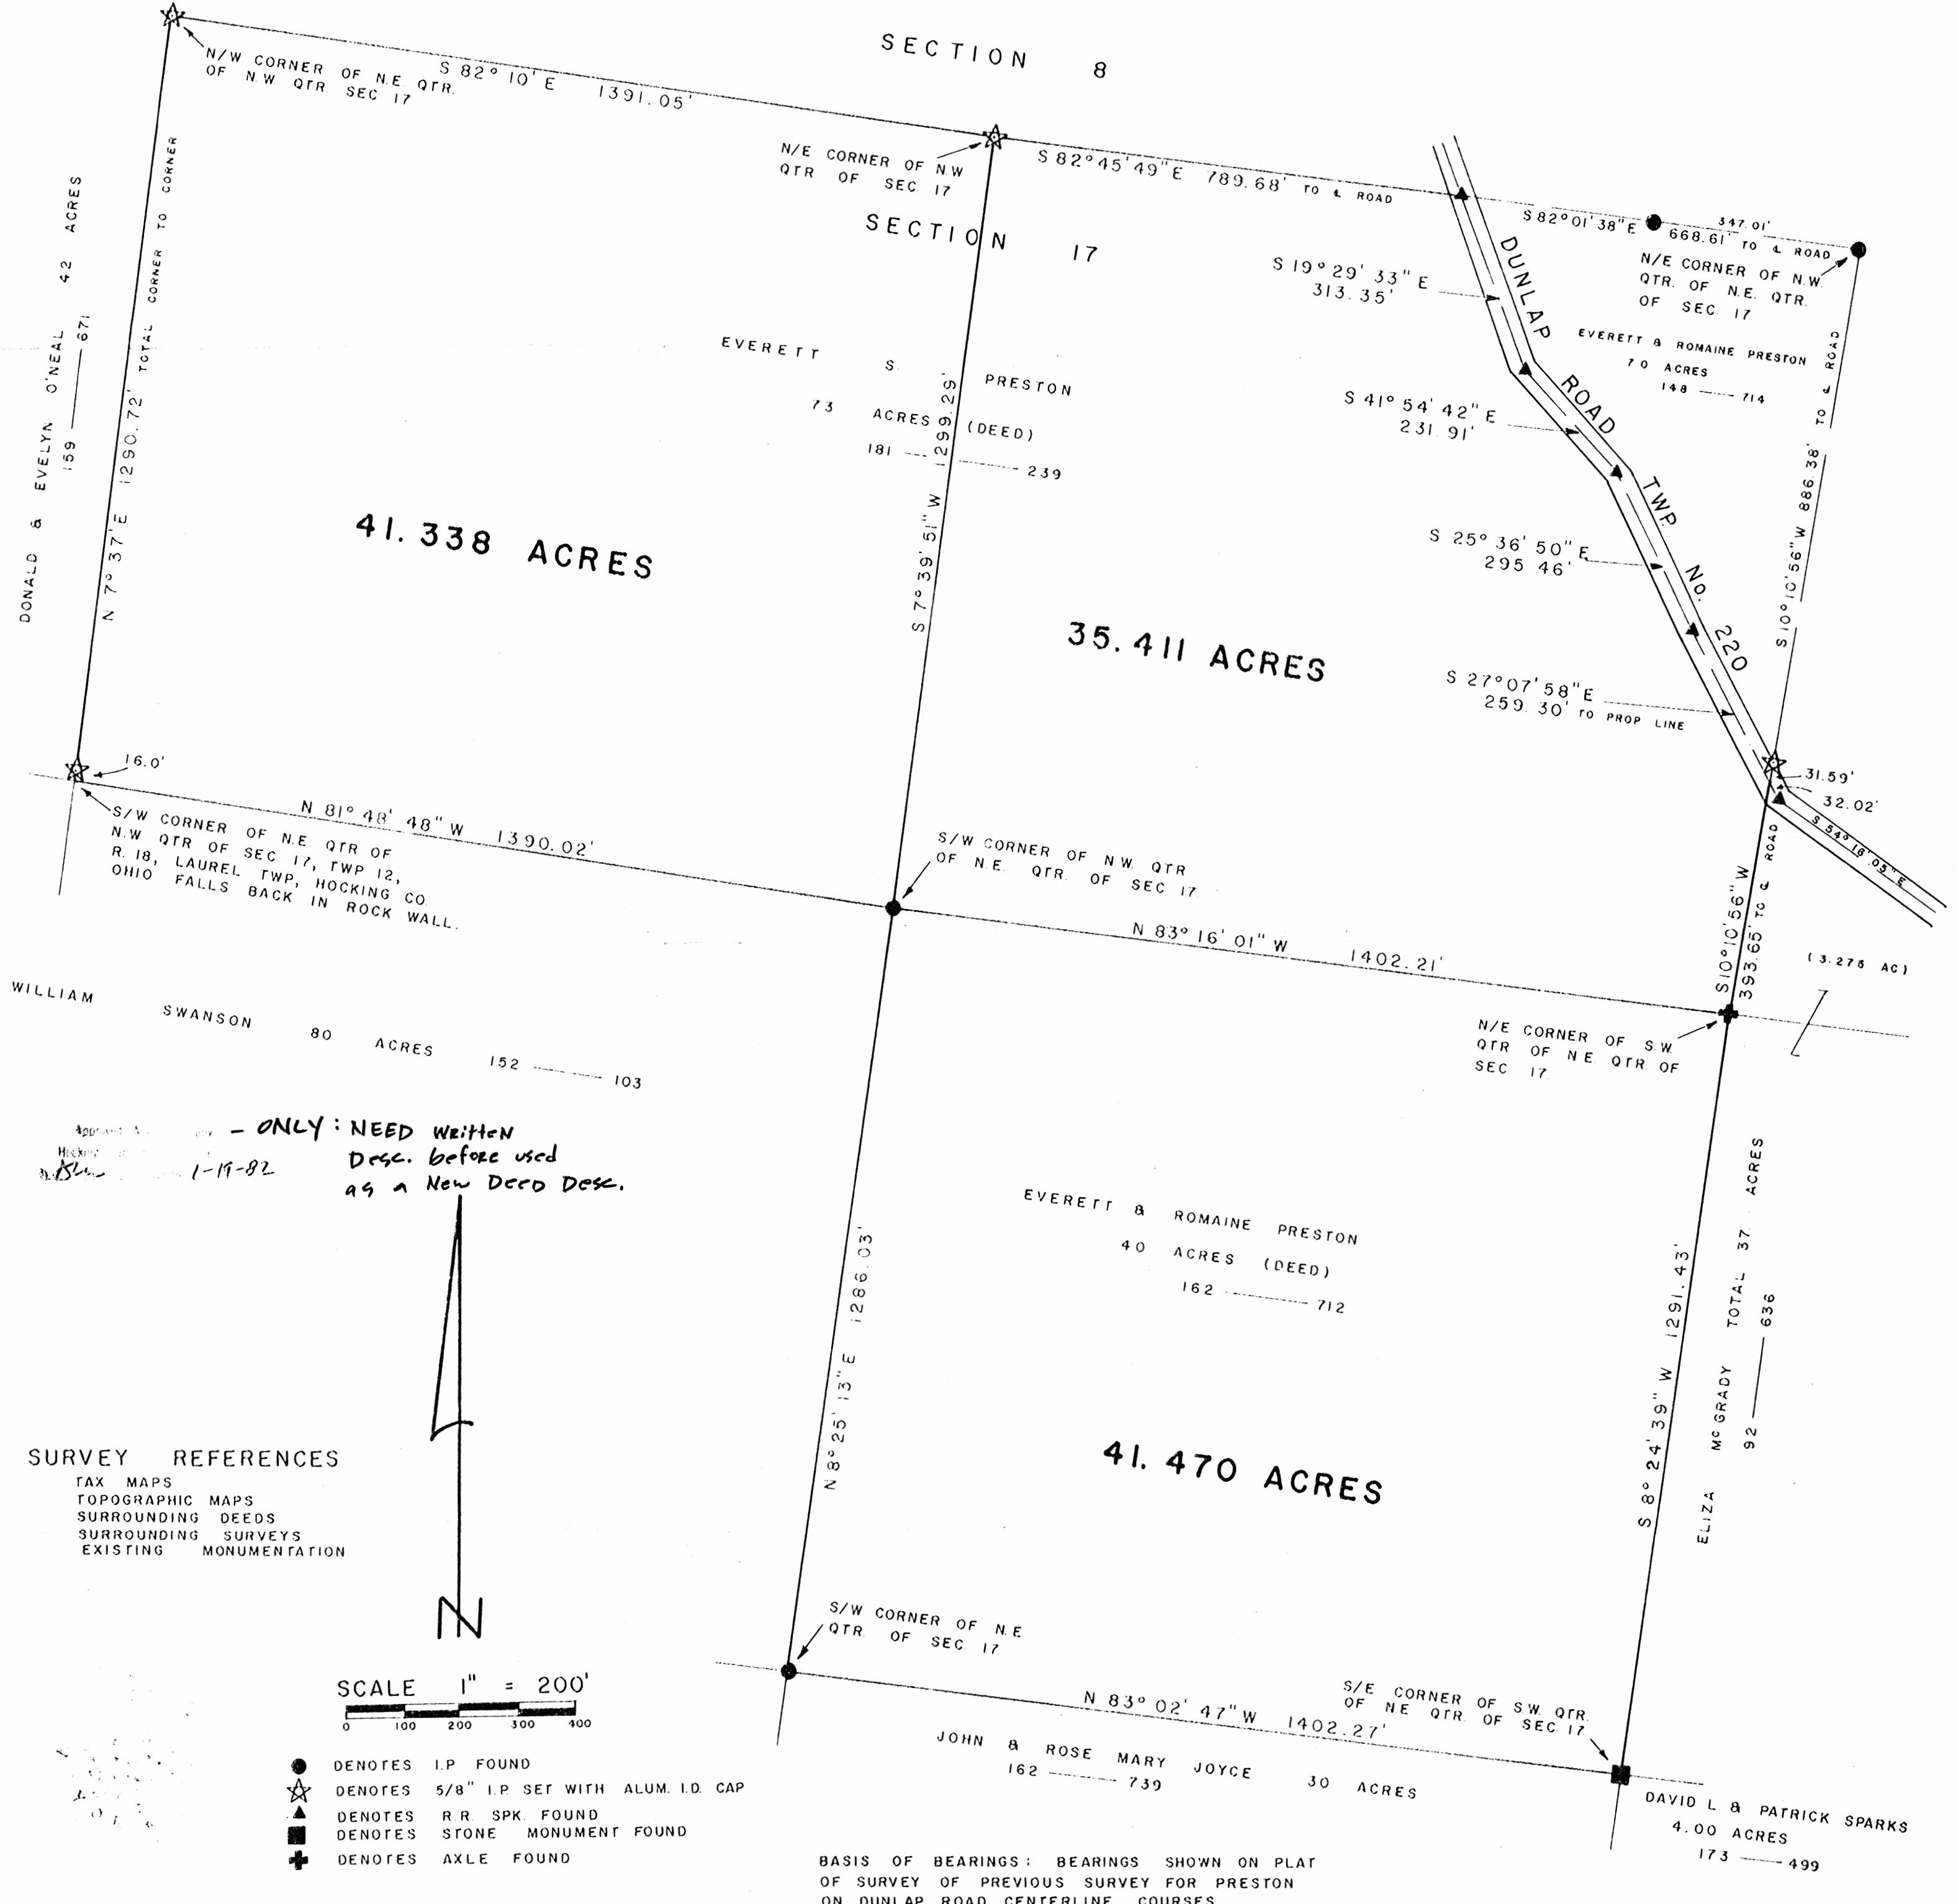 SECTION 8
N/W CORNER OF N.E. QTR.
OF N.W. QTR. SEC 17
S 82° 10' E 1391.05'
N/E CORNER OF N.W.
QTR OF SEC. 17
S 82° 45' 49" E 789.68' TO ℄ ROAD
S 82° 01' 38" E
347.01'
668.61' TO ℄ ROAD
N/E CORNER OF N.W.
QTR. OF N.E. QTR.
OF SEC. 17
SECTION 17
DONALD & EVELYN O'NEAL 42 ACRES
159 — 671
N 7° 37' E 1290.72' TOTAL CORNER TO CORNER
EVERETT S. PRESTON
73 ACRES (DEED)
181 — 239
S 7° 39' 51" W 1299.29'
41.338 ACRES
35.411 ACRES
S 19° 29' 33" E
313.35'
S 41° 54' 42" E
231.91'
S 25° 36' 50" E
295.46'
S 27° 07' 58" E
259.30' TO PROP LINE
DUNLAP ROAD TWP. No. 220
EVERETT & ROMAINE PRESTON
70 ACRES
148 — 714
S 10° 10' 56" W 886.38' TO ℄ ROAD
31.59'
32.02'
S 54° 18' 05" E
S 10° 10' 56" W
393.65' TO ℄ ROAD
(3.275 AC)
16.0'
S/W CORNER OF N.E. QTR OF
N.W. QTR OF SEC. 17, TWP 12,
R. 18, LAUREL TWP, HOCKING CO
OHIO FALLS BACK IN ROCK WALL.
N 81° 48' 48" W 1390.02'
S/W CORNER OF N.W. QTR
OF N.E. QTR. OF SEC 17
N 83° 16' 01" W 1402.21'
N/E CORNER OF S.W.
QTR OF N.E. QTR. OF
SEC 17
WILLIAM SWANSON 80 ACRES 152 — 103
- ONLY: NEED Written
Desc. before used
as a New Deed Desc.
1-19-82
EVERETT & ROMAINE PRESTON
40 ACRES (DEED)
162 — 712
N 8° 25' 13" E 1286.03'
S 8° 24' 39" W 1291.43'
ELIZA McGRADY TOTAL 37 ACRES
92 — 636
41.470 ACRES
SURVEY REFERENCES
TAX MAPS
TOPOGRAPHIC MAPS
SURROUNDING DEEDS
SURROUNDING SURVEYS
EXISTING MONUMENTATION
N
SCALE 1" = 200'
0 100 200 300 400
S/W CORNER OF N.E.
QTR. OF SEC. 17
N 83° 02' 47" W 1402.27'
S/E CORNER OF S.W. QTR.
OF N.E. QTR. OF SEC. 17
JOHN & ROSE MARY JOYCE 30 ACRES
162 — 739
DAVID L. & PATRICK SPARKS
4.00 ACRES
173 — 499
DENOTES I.P. FOUND
DENOTES 5/8" I.P. SET WITH ALUM. I.D. CAP
DENOTES R.R. SPK. FOUND
DENOTES STONE MONUMENT FOUND
DENOTES AXLE FOUND
BASIS OF BEARINGS: BEARINGS SHOWN ON PLAT
OF SURVEY OF PREVIOUS SURVEY FOR PRESTON
ON DUNLAP ROAD CENTERLINE COURSES